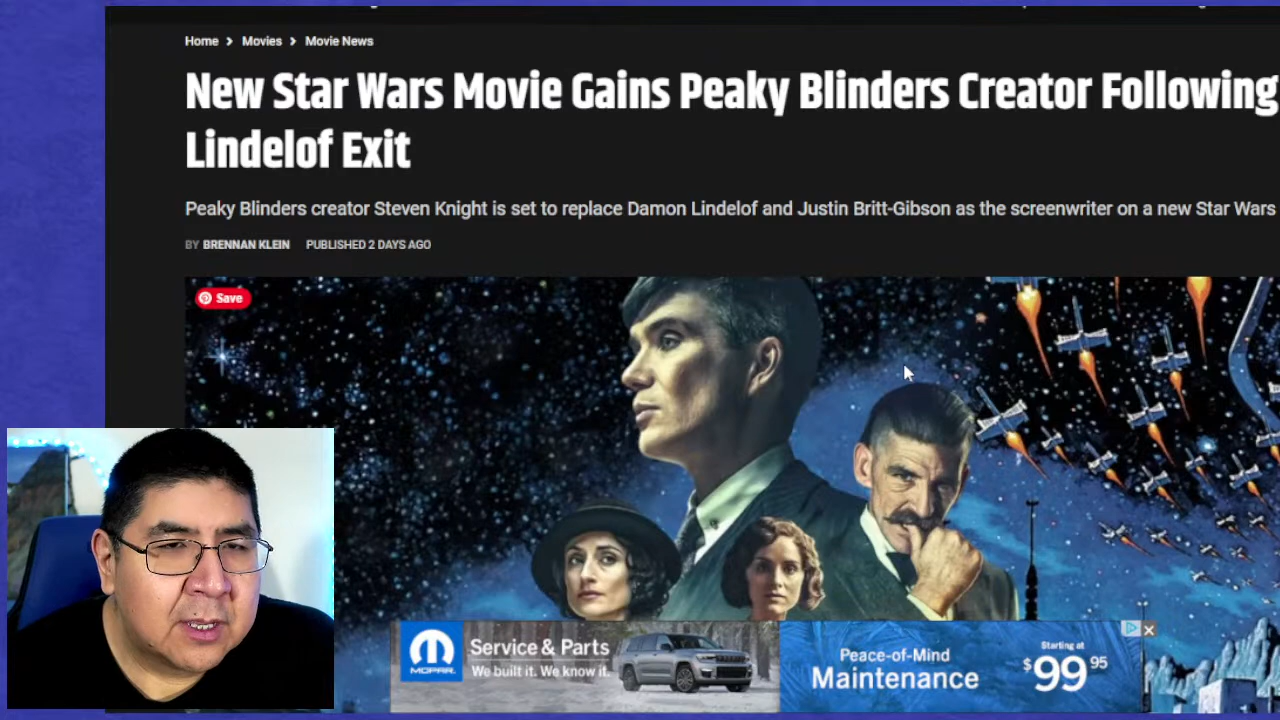 Home > Movies > Movie News
New Star Wars Movie Gains Peaky Blinders Creator Following
Lindelof Exit
Peaky Blinders creator Steven Knight is set to replace Damon Lindelof and Justin Britt-Gibson as the screenwriter on a new Star Wars
BY BRENNAN KLEIN PUBLISHED 2 DAYS AGO
Save
MOPAR
Service & Parts
We built it. We know it.
Peace-of-Mind
Maintenance
Starting at
$99.95